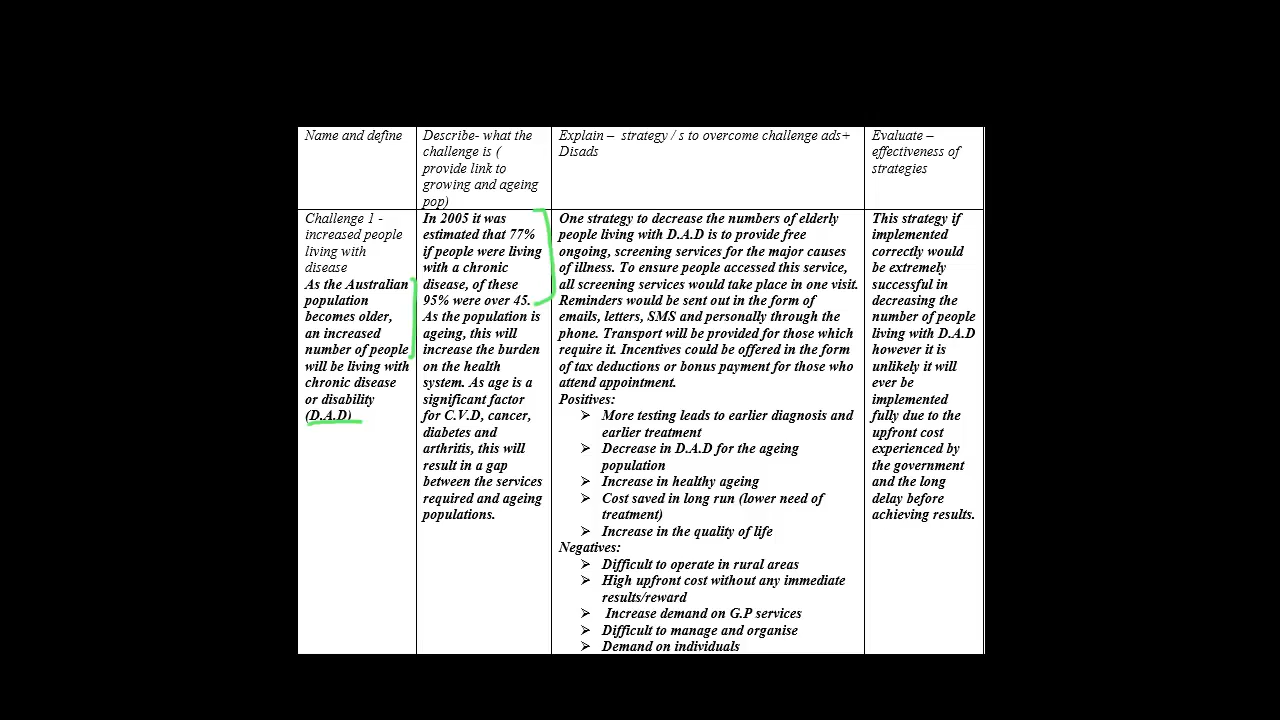 Name and define
Describe- what the
challenge is (
provide link to
growing and ageing
pop)
Explain – strategy / s to overcome challenge ads+
Disads
Evaluate –
effectiveness of
strategies
Challenge 1 -
increased people
living with
disease
As the Australian
population
becomes older,
an increased
number of people
will be living with
chronic disease
or disability
(D.A.D)
In 2005 it was
estimated that 77%
if people were living
with a chronic
disease, of these
95% were over 45.
As the population is
ageing, this will
increase the burden
on the health
system. As age is a
significant factor
for C.V.D, cancer,
diabetes and
arthritis, this will
result in a gap
between the services
required and ageing
populations.
One strategy to decrease the numbers of elderly
people living with D.A.D is to provide free
ongoing, screening services for the major causes
of illness. To ensure people accessed this service,
all screening services would take place in one visit.
Reminders would be sent out in the form of
emails, letters, SMS and personally through the
phone. Transport will be provided for those which
require it. Incentives could be offered in the form
of tax deductions or bonus payment for those who
attend appointment.
Positives:
➢ More testing leads to earlier diagnosis and
earlier treatment
➢ Decrease in D.A.D for the ageing
population
➢ Increase in healthy ageing
➢ Cost saved in long run (lower need of
treatment)
➢ Increase in the quality of life
Negatives:
➢ Difficult to operate in rural areas
➢ High upfront cost without any immediate
results/reward
➢ Increase demand on G.P services
➢ Difficult to manage and organise
➢ Demand on individuals
This strategy if
implemented
correctly would
be extremely
successful in
decreasing the
number of people
living with D.A.D
however it is
unlikely it will
ever be
implemented
fully due to the
upfront cost
experienced by
the government
and the long
delay before
achieving results.